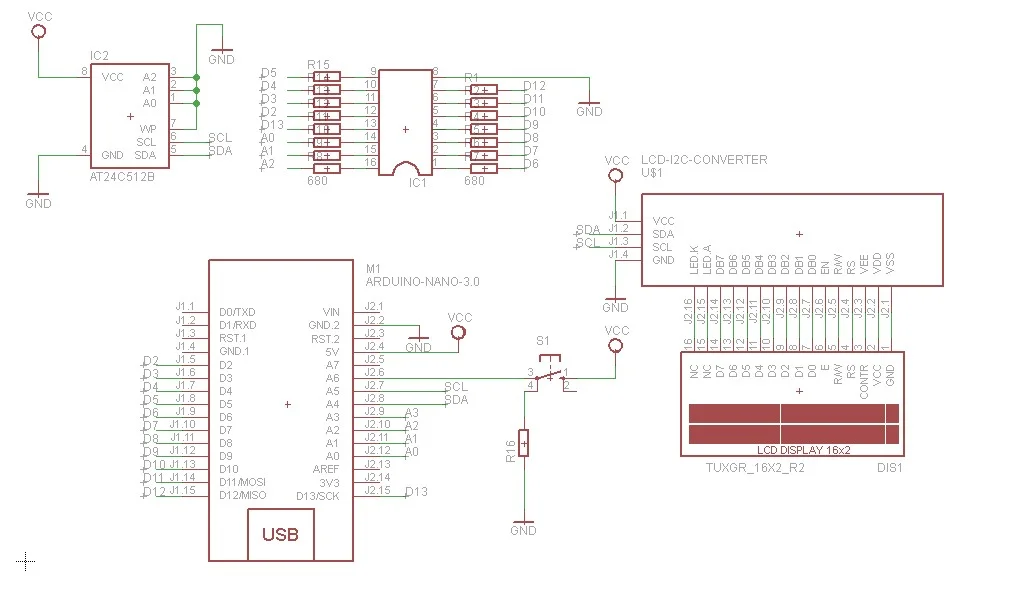 VCC
IC2
8 VCC A2 3
A1 2
A0 1
WP 7
SCL 6 SCL
4 GND SDA 5 SDA
AT24C512B
GND
GND
R15
D5 9 8
D4 10 7 D12
D3 11 6 D11
D2 12 5 D10
D13 13 4 D9
A0 14 3 D8
A1 15 2 D7
A2 16 1 D6
680
IC1
680
R1
GND
VCC
LCD-I2C-CONVERTER
U$1
J1.1 VCC
SDA J1.2 SDA
SCL J1.3 SCL
J1.4 GND
GND
LED.K LED.A DB7 DB6 DB5 DB4 DB3 DB2 DB1 DB0 EN R/W RS VEE VDD VSS
J2.16 J2.15 J2.14 J2.13 J2.12 J2.11 J2.10 J2.9 J2.8 J2.7 J2.6 J2.5 J2.4 J2.3 J2.2 J2.1
16 15 14 13 12 11 10 9 8 7 6 5 4 3 2 1
NC NC D7 D6 D5 D4 D3 D2 D1 D0 E R/W RS CONTR VCC GND
LCD DISPLAY 16x2
TUXGR_16X2_R2 DIS1
M1
ARDUINO-NANO-3.0
J1.1 D0/TXD VIN J2.1
J1.2 D1/RXD GND.2 J2.2
J1.3 RST.1 RST.2 J2.3
J1.4 GND.1 5V J2.4
D2 J1.5 D2 A7 J2.5
D3 J1.6 D3 A6 J2.6
D4 J1.7 D4 A5 J2.7 SCL
D5 J1.8 D5 A4 J2.8 SDA
D6 J1.9 D6 A3 J2.9 A3
D7 J1.10 D7 A2 J2.10 A2
D8 J1.11 D8 A1 J2.11 A1
D9 J1.12 D9 A0 J2.12 A0
D10 J1.13 D10 AREF J2.13
D11 J1.14 D11/MOSI 3V3 J2.14
D12 J1.15 D12/MISO D13/SCK J2.15 D13
USB
GND
VCC
S1
3 1
4 2
VCC
R16
GND